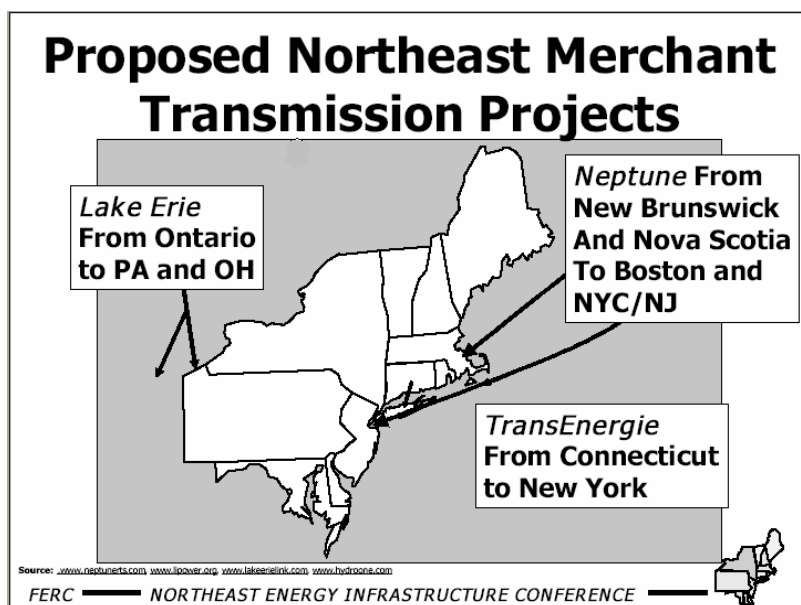 Proposed Northeast Merchant
Transmission Projects
Lake Erie
From Ontario
to PA and OH
Neptune From
New Brunswick
And Nova Scotia
To Boston and
NYC/NJ
TransEnergie
From Connecticut
to New York
Source: www.neptunerts.com, www.lipower.org, www.lakeerielink.com, www.hydroone.com
FERC NORTHEAST ENERGY INFRASTRUCTURE CONFERENCE